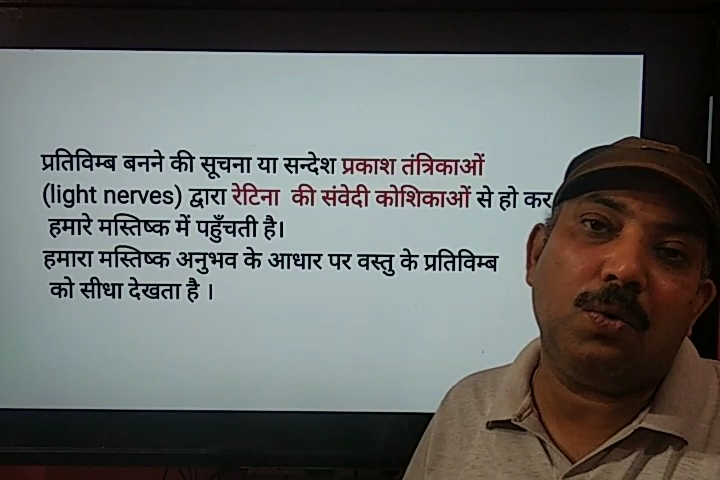 प्रतिविम्ब बनने की सूचना या सन्देश प्रकाश तंत्रिकाओं
(light nerves) द्वारा रेटिना की संवेदी कोशिकाओं से हो कर
हमारे मस्तिष्क में पहुँचती है।
हमारा मस्तिष्क अनुभव के आधार पर वस्तु के प्रतिविम्ब
को सीधा देखता है ।